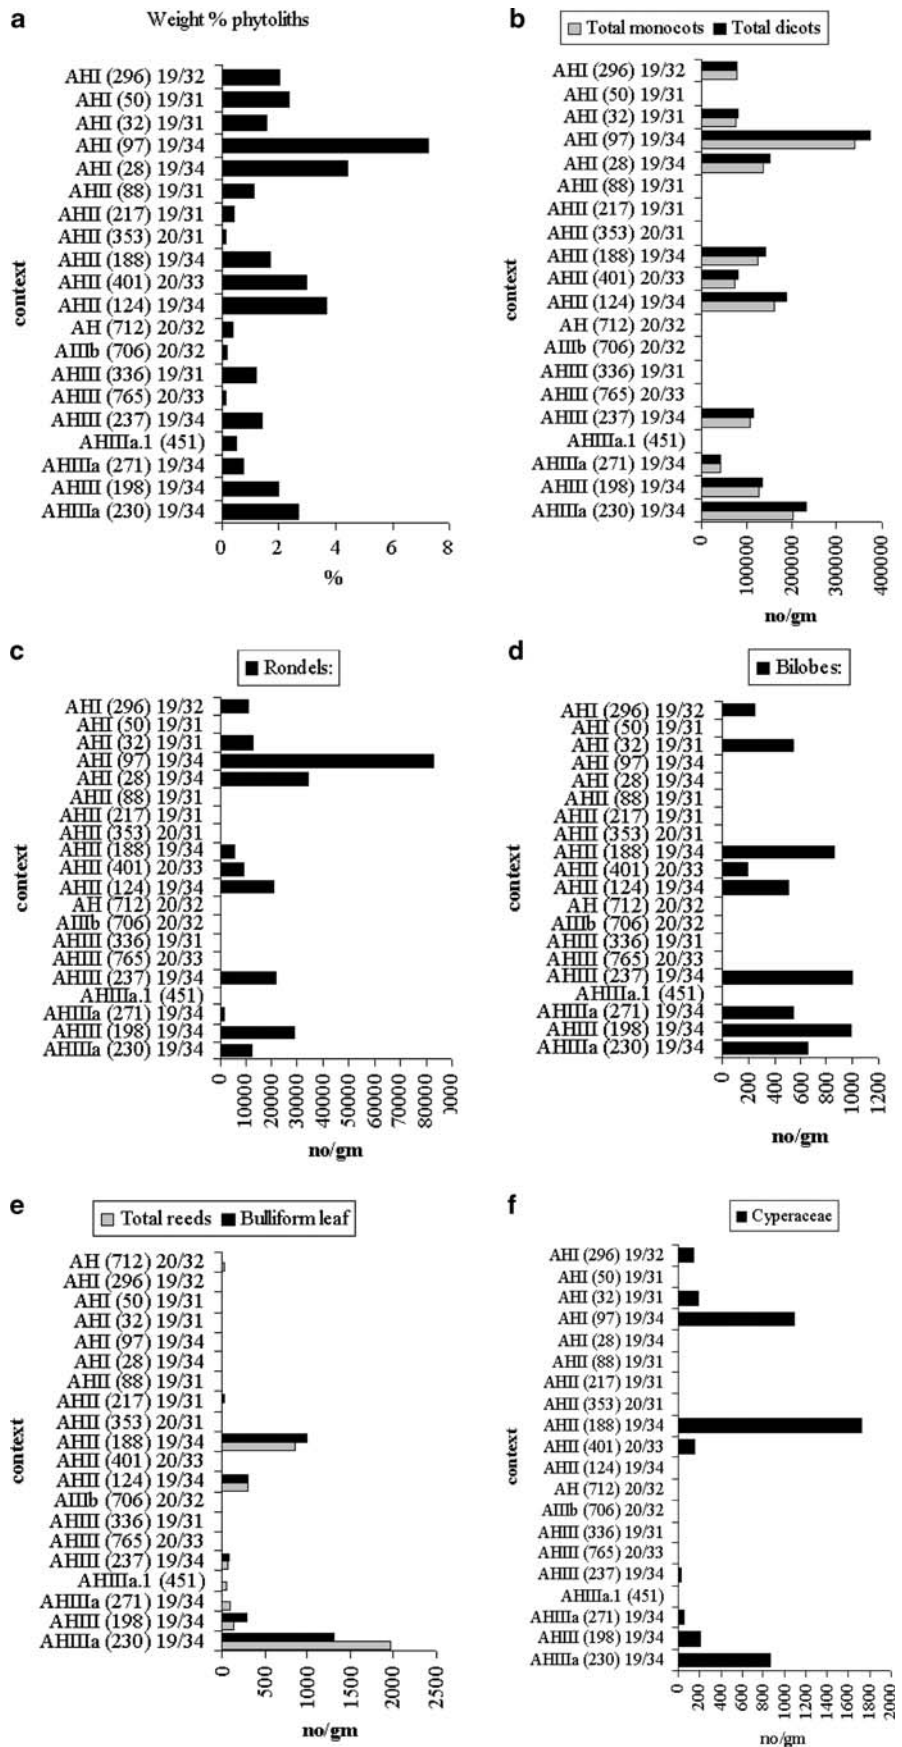 a
Weight % phytoliths
context
AHI (296) 19/32
AHI (50) 19/31
AHI (32) 19/31
AHI (97) 19/34
AHI (28) 19/34
AHII (88) 19/31
AHII (217) 19/31
AHII (353) 20/31
AHII (188) 19/34
AHII (401) 20/33
AHII (124) 19/34
AH (712) 20/32
AIIIb (706) 20/32
AHIII (336) 19/31
AHIII (765) 20/33
AHIII (237) 19/34
AHIIIa.1 (451)
AHIIIa (271) 19/34
AHIII (198) 19/34
AHIIIa (230) 19/34
0 2 4 6 8
%
b
Total monocots Total dicots
context
AHI (296) 19/32
AHI (50) 19/31
AHI (32) 19/31
AHI (97) 19/34
AHI (28) 19/34
AHII (88) 19/31
AHII (217) 19/31
AHII (353) 20/31
AHII (188) 19/34
AHII (401) 20/33
AHII (124) 19/34
AH (712) 20/32
AIIIb (706) 20/32
AHIII (336) 19/31
AHIII (765) 20/33
AHIII (237) 19/34
AHIIIa.1 (451)
AHIIIa (271) 19/34
AHIII (198) 19/34
AHIIIa (230) 19/34
0 1000000 2000000 3000000 4000000
no/gm
c
Rondels:
context
AHI (296) 19/32
AHI (50) 19/31
AHI (32) 19/31
AHI (97) 19/34
AHI (28) 19/34
AHII (88) 19/31
AHII (217) 19/31
AHII (353) 20/31
AHII (188) 19/34
AHII (401) 20/33
AHII (124) 19/34
AH (712) 20/32
AIIIb (706) 20/32
AHIII (336) 19/31
AHIII (765) 20/33
AHIII (237) 19/34
AHIIIa.1 (451)
AHIIIa (271) 19/34
AHIII (198) 19/34
AHIIIa (230) 19/34
0 10000 20000 30000 40000 50000 60000 70000 80000 )0000
no/gm
d
Bilobes:
context
AHI (296) 19/32
AHI (50) 19/31
AHI (32) 19/31
AHI (97) 19/34
AHI (28) 19/34
AHII (88) 19/31
AHII (217) 19/31
AHII (353) 20/31
AHII (188) 19/34
AHII (401) 20/33
AHII (124) 19/34
AH (712) 20/32
AIIIb (706) 20/32
AHIII (336) 19/31
AHIII (765) 20/33
AHIII (237) 19/34
AHIIIa.1 (451)
AHIIIa (271) 19/34
AHIII (198) 19/34
AHIIIa (230) 19/34
0 200 400 600 800 1000 1200
no/gm
e
Total reeds Bulliform leaf
context
AH (712) 20/32
AHI (296) 19/32
AHI (50) 19/31
AHI (32) 19/31
AHI (97) 19/34
AHI (28) 19/34
AHII (88) 19/31
AHII (217) 19/31
AHII (353) 20/31
AHII (188) 19/34
AHII (401) 20/33
AHII (124) 19/34
AIIIb (706) 20/32
AHIII (336) 19/31
AHIII (765) 20/33
AHIII (237) 19/34
AHIIIa.1 (451)
AHIIIa (271) 19/34
AHIII (198) 19/34
AHIIIa (230) 19/34
0 500 1000 1500 2000 2500
no/gm
f
Cyperaceae
context
AHI (296) 19/32
AHI (50) 19/31
AHI (32) 19/31
AHI (97) 19/34
AHI (28) 19/34
AHII (88) 19/31
AHII (217) 19/31
AHII (353) 20/31
AHII (188) 19/34
AHII (401) 20/33
AHII (124) 19/34
AH (712) 20/32
AIIIb (706) 20/32
AHIII (336) 19/31
AHIII (765) 20/33
AHIII (237) 19/34
AHIIIa.1 (451)
AHIIIa (271) 19/34
AHIII (198) 19/34
AHIIIa (230) 19/34
0 200 400 600 800 1000 1200 1400 1600 1800 2000
no/gm